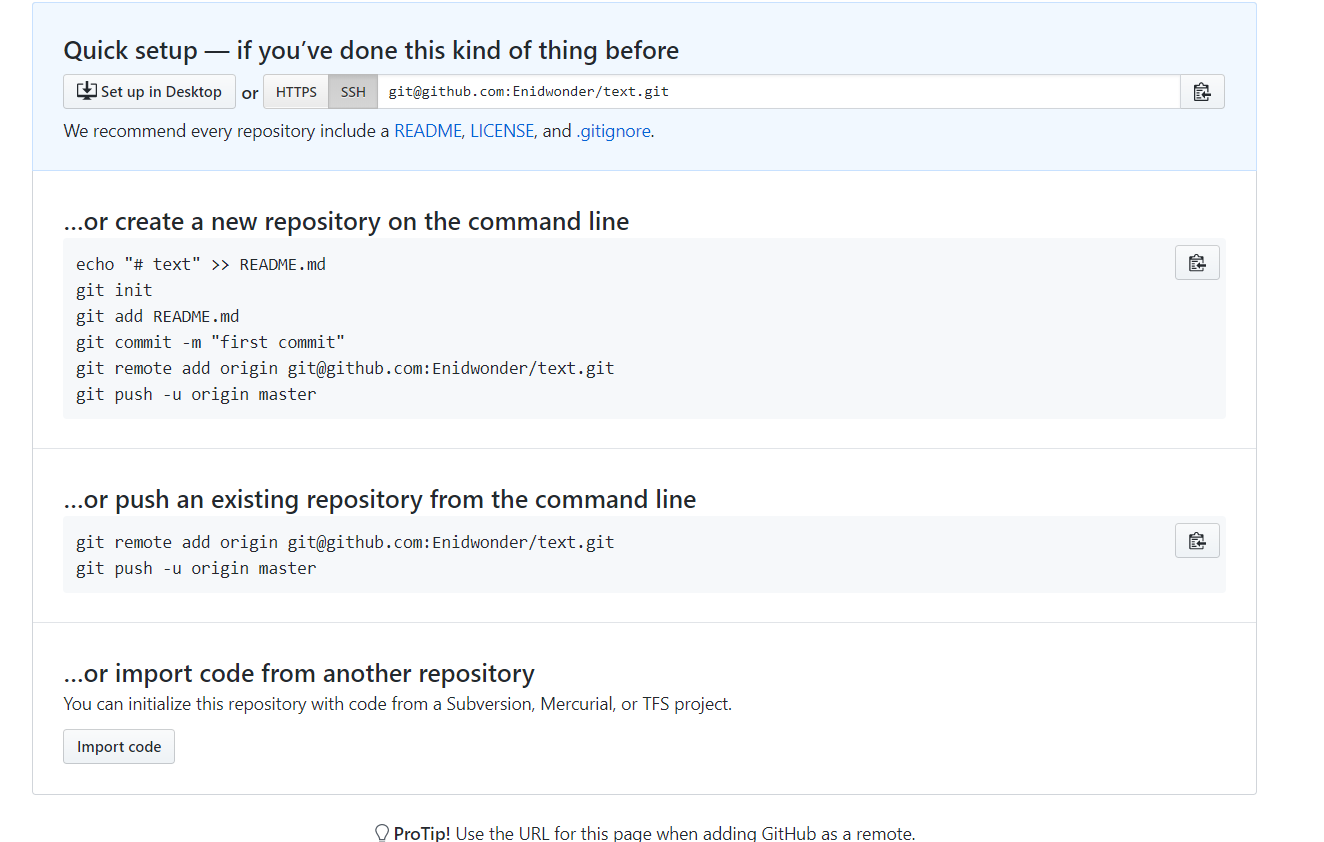 Quick setup — if you’ve done this kind of thing before
Set up in Desktop or HTTPS SSH git@github.com:Enidwonder/text.git
We recommend every repository include a README, LICENSE, and .gitignore.
…or create a new repository on the command line
echo "# text" >> README.md
git init
git add README.md
git commit -m "first commit"
git remote add origin git@github.com:Enidwonder/text.git
git push -u origin master
…or push an existing repository from the command line
git remote add origin git@github.com:Enidwonder/text.git
git push -u origin master
…or import code from another repository
You can initialize this repository with code from a Subversion, Mercurial, or TFS project.
Import code
ProTip! Use the URL for this page when adding GitHub as a remote.